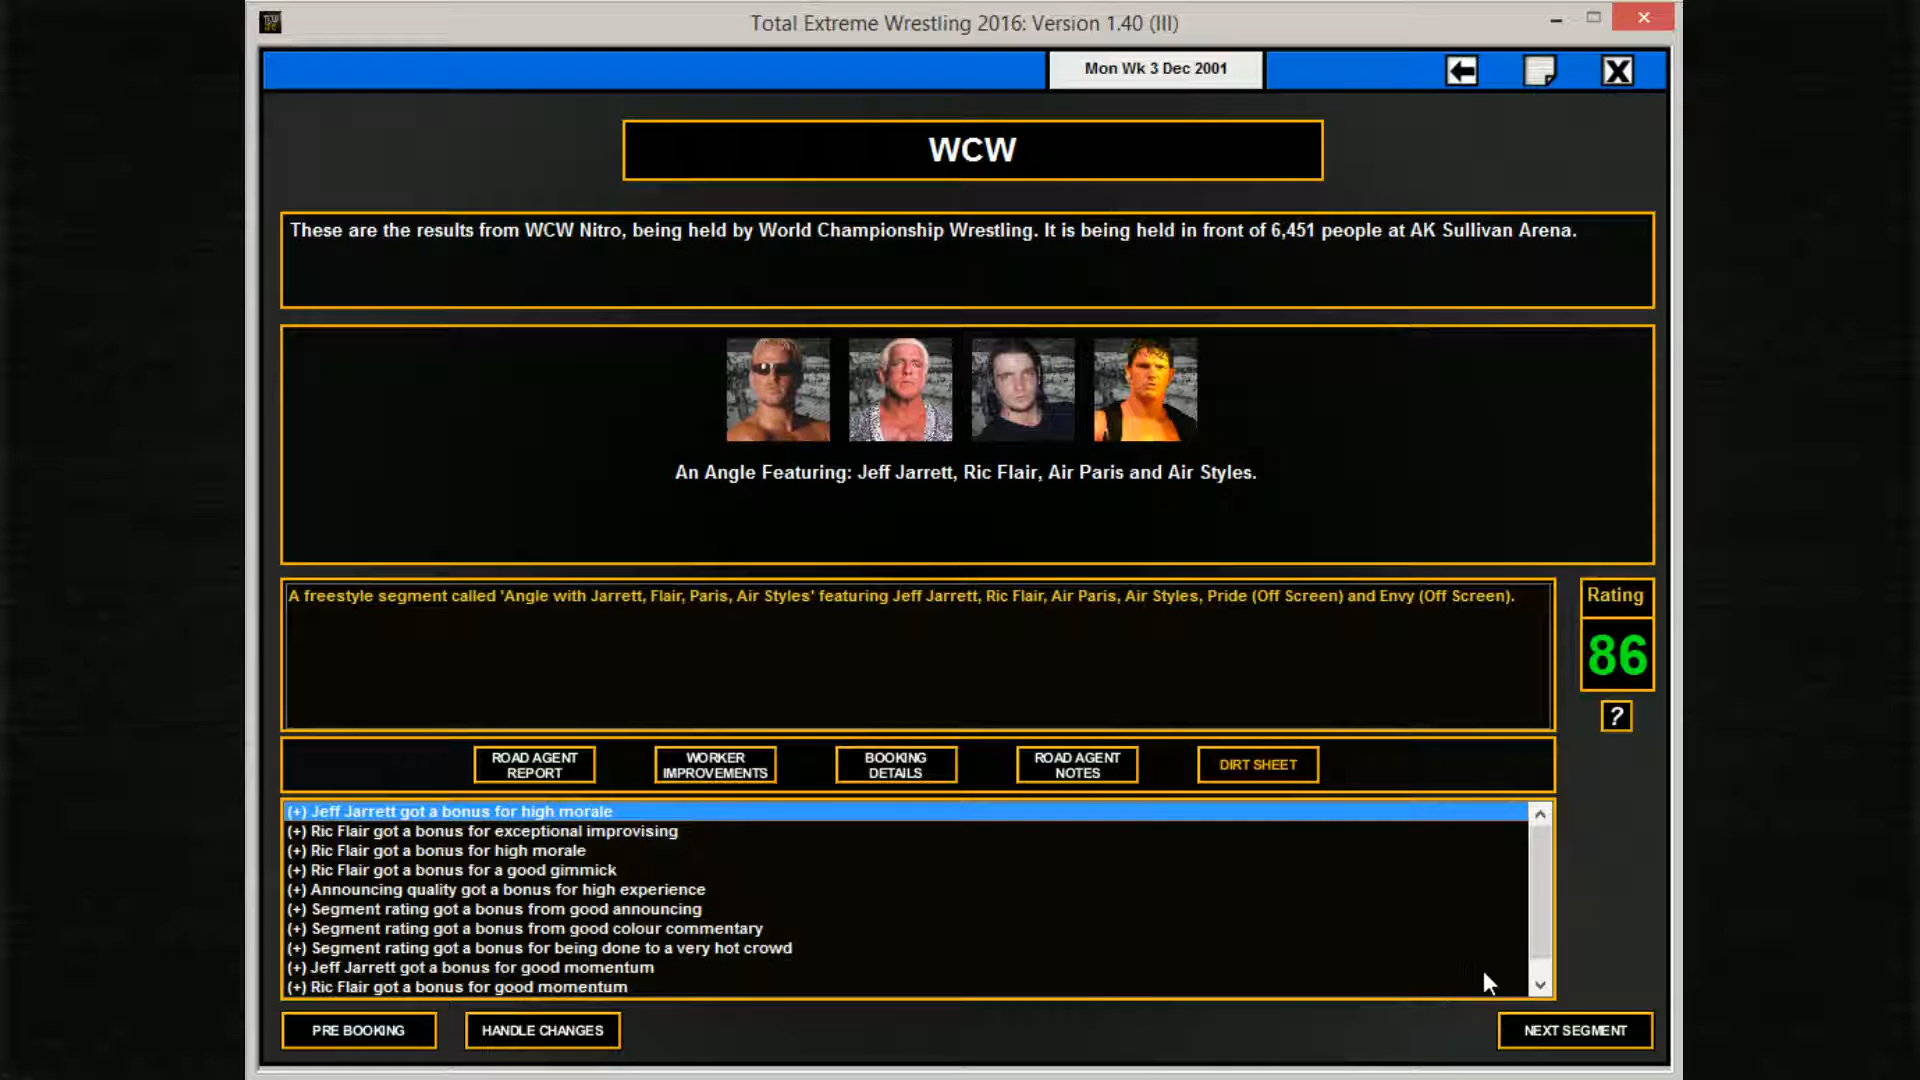 Total Extreme Wrestling 2016: Version 1.40 (III)
Mon Wk 3 Dec 2001
WCW
These are the results from WCW Nitro, being held by World Championship Wrestling. It is being held in front of 6,451 people at AK Sullivan Arena.
An Angle Featuring: Jeff Jarrett, Ric Flair, Air Paris and Air Styles.
A freestyle segment called 'Angle with Jarrett, Flair, Paris, Air Styles' featuring Jeff Jarrett, Ric Flair, Air Paris, Air Styles, Pride (Off Screen) and Envy (Off Screen).
Rating
86
?
ROAD AGENT REPORT
WORKER IMPROVEMENTS
BOOKING DETAILS
ROAD AGENT NOTES
DIRT SHEET
(+) Jeff Jarrett got a bonus for high morale
(+) Ric Flair got a bonus for exceptional improvising
(+) Ric Flair got a bonus for high morale
(+) Ric Flair got a bonus for a good gimmick
(+) Announcing quality got a bonus for high experience
(+) Segment rating got a bonus from good announcing
(+) Segment rating got a bonus from good colour commentary
(+) Segment rating got a bonus for being done to a very hot crowd
(+) Jeff Jarrett got a bonus for good momentum
(+) Ric Flair got a bonus for good momentum
PRE BOOKING
HANDLE CHANGES
NEXT SEGMENT